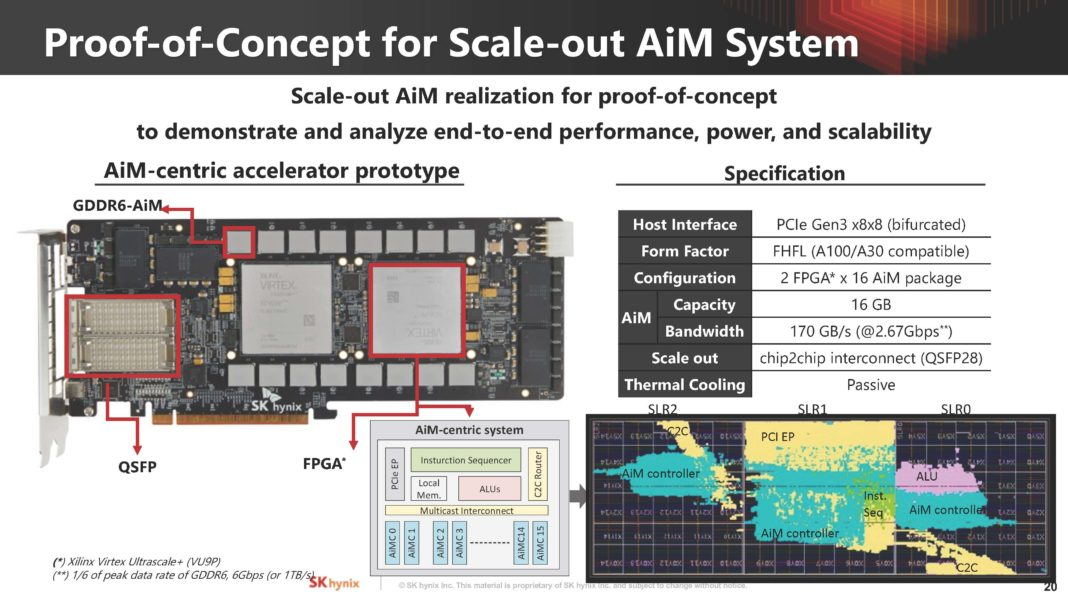 Proof-of-Concept for Scale-out AiM System
Scale-out AiM realization for proof-of-concept
to demonstrate and analyze end-to-end performance, power, and scalability
AiM-centric accelerator prototype
GDDR6-AiM
VIRTEX
VIRTEX
SK hynix
QSFP
FPGA*
AiM-centric system
PCIe EP
Insturction Sequencer
Local
Mem.
ALUs
C2C Router
Multicast Interconnect
AiMC 0
AiMC 1
AiMC 2
AiMC 3
AiMC14
AiMC 15
Specification
Host Interface PCIe Gen3 x8x8 (bifurcated)
Form Factor FHFL (A100/A30 compatible)
Configuration 2 FPGA* x 16 AiM package
AiM
Capacity 16 GB
Bandwidth 170 GB/s (@2.67Gbps**)
Scale out chip2chip interconnect (QSFP28)
Thermal Cooling Passive
SLR2 SLR1 SLR0
C2C
PCI EP
AiM controller
ALU
Inst.
Seq
AiM controlle
AiM controller
C2C
(*) Xilinx Virtex Ultrascale+ (VU9P)
(**) 1/6 of peak data rate of GDDR6, 6Gbps (or 1TB/s)
SK hynix
© SK hynix Inc. This material is proprietary of SK hynix Inc. and subject to change without notice.
20